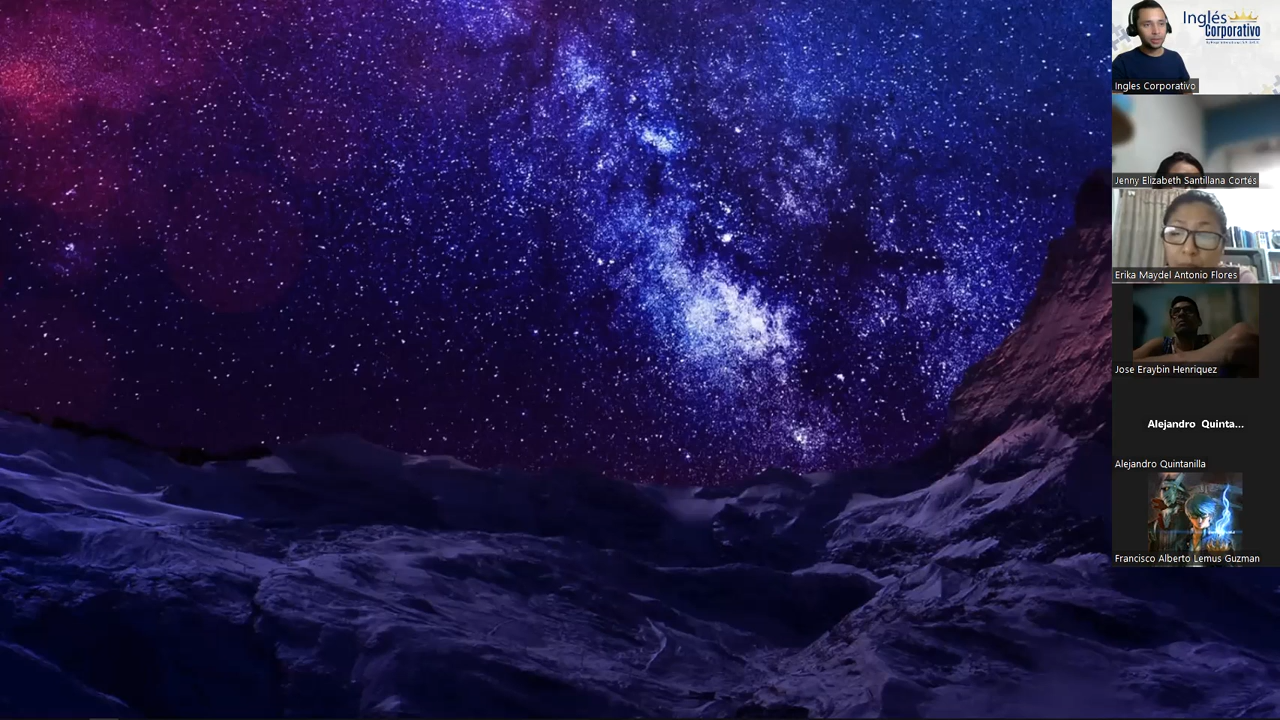 Inglés
Corporativo
Ingles Corporativo
Jenny Elizabeth Santillana Cortés
Erika Maydel Antonio Flores
Jose Eraybin Henriquez
Alejandro Quinta...
Alejandro Quintanilla
Francisco Alberto Lemus Guzman